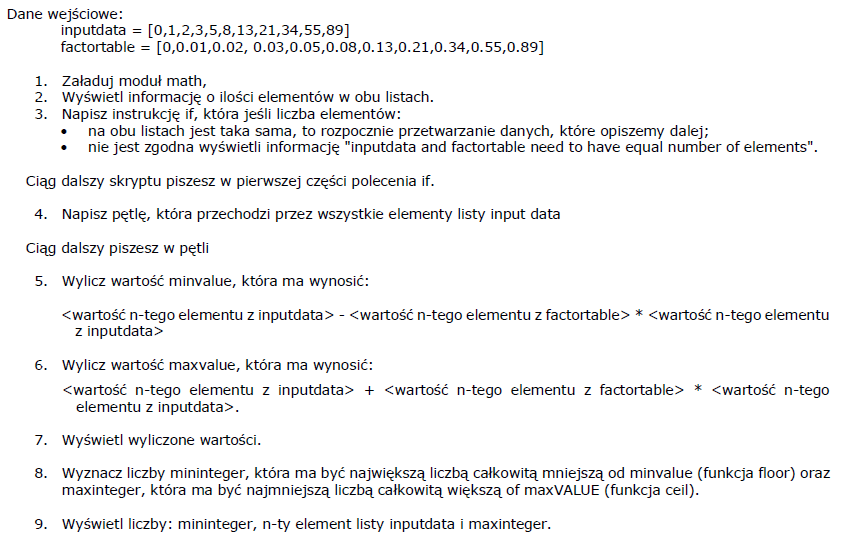 Dane wejściowe:
inputdata = [0,1,2,3,5,8,13,21,34,55,89]
factortable = [0,0.01,0.02, 0.03,0.05,0.08,0.13,0.21,0.34,0.55,0.89]
1. Załaduj moduł math,
2. Wyświetl informację o ilości elementów w obu listach.
3. Napisz instrukcję if, która jeśli liczba elementów:
• na obu listach jest taka sama, to rozpocznie przetwarzanie danych, które opiszemy dalej;
• nie jest zgodna wyświetli informację "inputdata and factortable need to have equal number of elements".
Ciąg dalszy skryptu piszesz w pierwszej części polecenia if.
4. Napisz pętlę, która przechodzi przez wszystkie elementy listy input data
Ciąg dalszy piszesz w pętli
5. Wylicz wartość minvalue, która ma wynosić:
<wartość n-tego elementu z inputdata> - <wartość n-tego elementu z factortable> * <wartość n-tego elementu
z inputdata>
6. Wylicz wartość maxvalue, która ma wynosić:
<wartość n-tego elementu z inputdata> + <wartość n-tego elementu z factortable> * <wartość n-tego
elementu z inputdata>.
7. Wyświetl wyliczone wartości.
8. Wyznacz liczby mininteger, która ma być największą liczbą całkowitą mniejszą od minvalue (funkcja floor) oraz
maxinteger, która ma być najmniejszą liczbą całkowitą większą of maxVALUE (funkcja ceil).
9. Wyświetl liczby: mininteger, n-ty element listy inputdata i maxinteger.